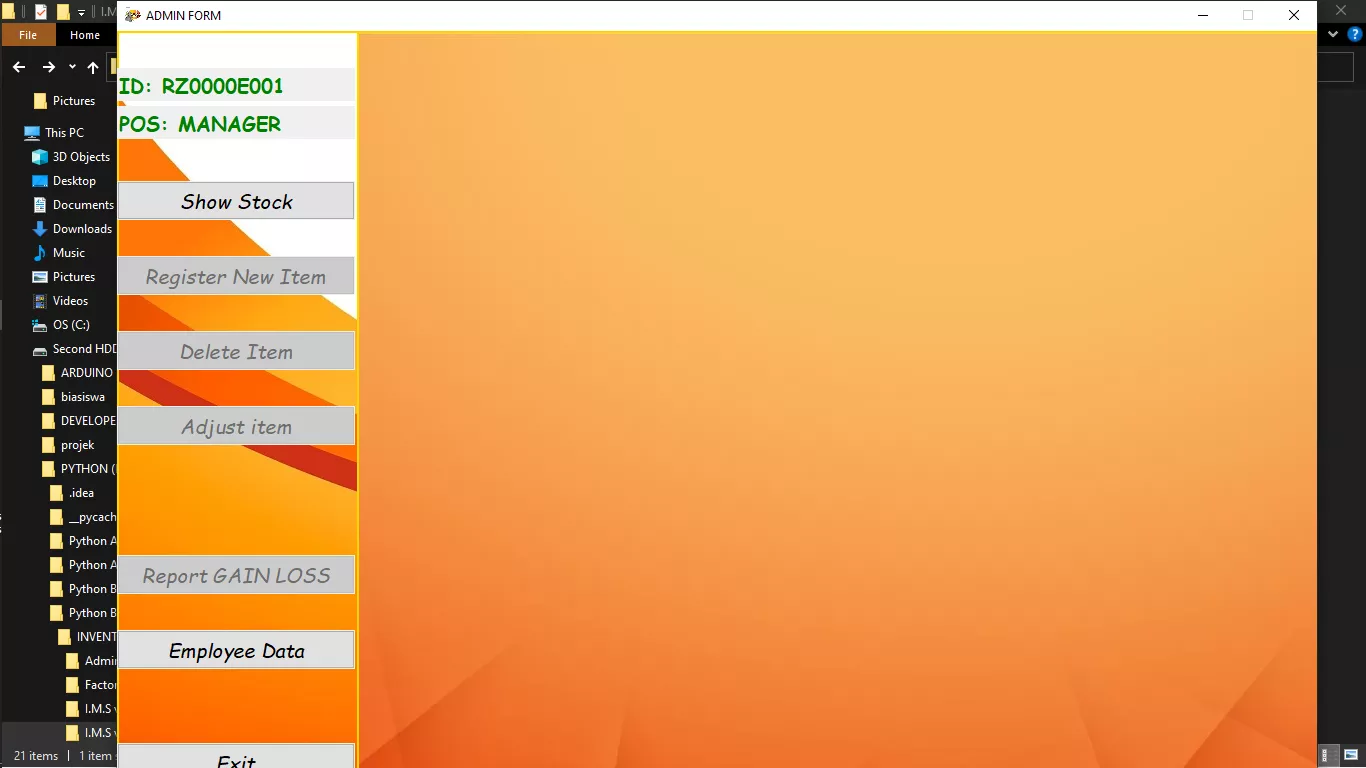 I.M
ADMIN FORM
File
Home
Pictures
This PC
3D Objects
Desktop
Documents
Downloads
Music
Pictures
Videos
OS (C:)
Second HDD
ARDUINO
biasiswa
DEVELOPE
projek
PYTHON (
.idea
__pycach
Python A
Python A
Python B
Python B
INVENT
Admi
Facto
I.M.S v
I.M.S v
21 items
1 item
ID: RZ0000E001
POS: MANAGER
Show Stock
Register New Item
Delete Item
Adjust item
Report GAIN LOSS
Employee Data
Exit